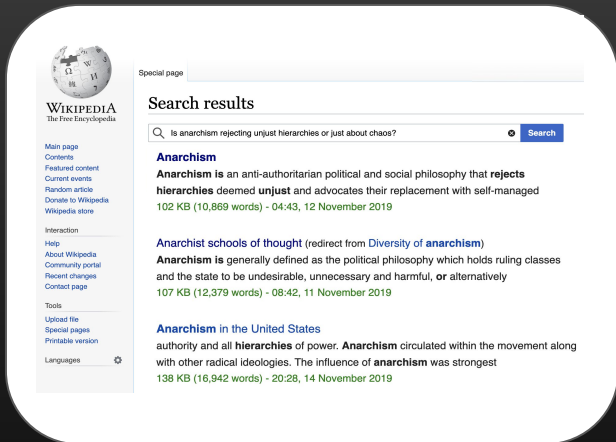 WIKIPEDIA
The Free Encyclopedia
Main page
Contents
Featured content
Current events
Random article
Donate to Wikipedia
Wikipedia store
Interaction
Help
About Wikipedia
Community portal
Recent changes
Contact page
Tools
Upload file
Special pages
Printable version
Languages
Special page
Search results
Is anarchism rejecting unjust hierarchies or just about chaos?
Search
Anarchism
Anarchism is an anti-authoritarian political and social philosophy that rejects
hierarchies deemed unjust and advocates their replacement with self-managed
102 KB (10,869 words) - 04:43, 12 November 2019
Anarchist schools of thought (redirect from Diversity of anarchism)
Anarchism is generally defined as the political philosophy which holds ruling classes
and the state to be undesirable, unnecessary and harmful, or alternatively
107 KB (12,379 words) - 08:42, 11 November 2019
Anarchism in the United States
authority and all hierarchies of power. Anarchism circulated within the movement along
with other radical ideologies. The influence of anarchism was strongest
138 KB (16,942 words) - 20:28, 14 November 2019